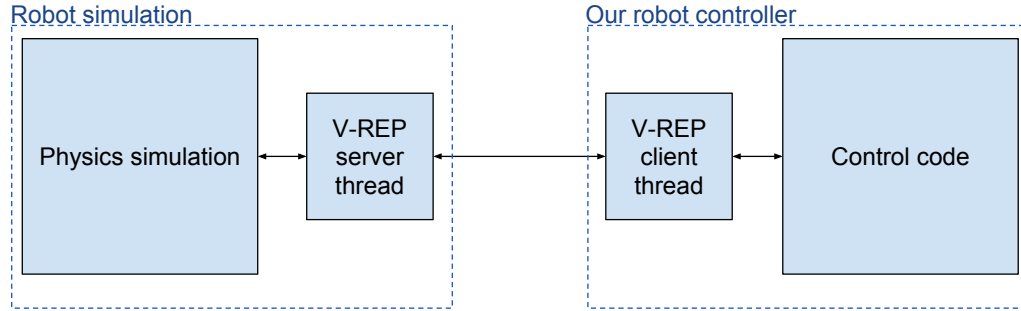 Robot simulation
Our robot controller
Physics simulation
V-REP
server
thread
V-REP
client
thread
Control code